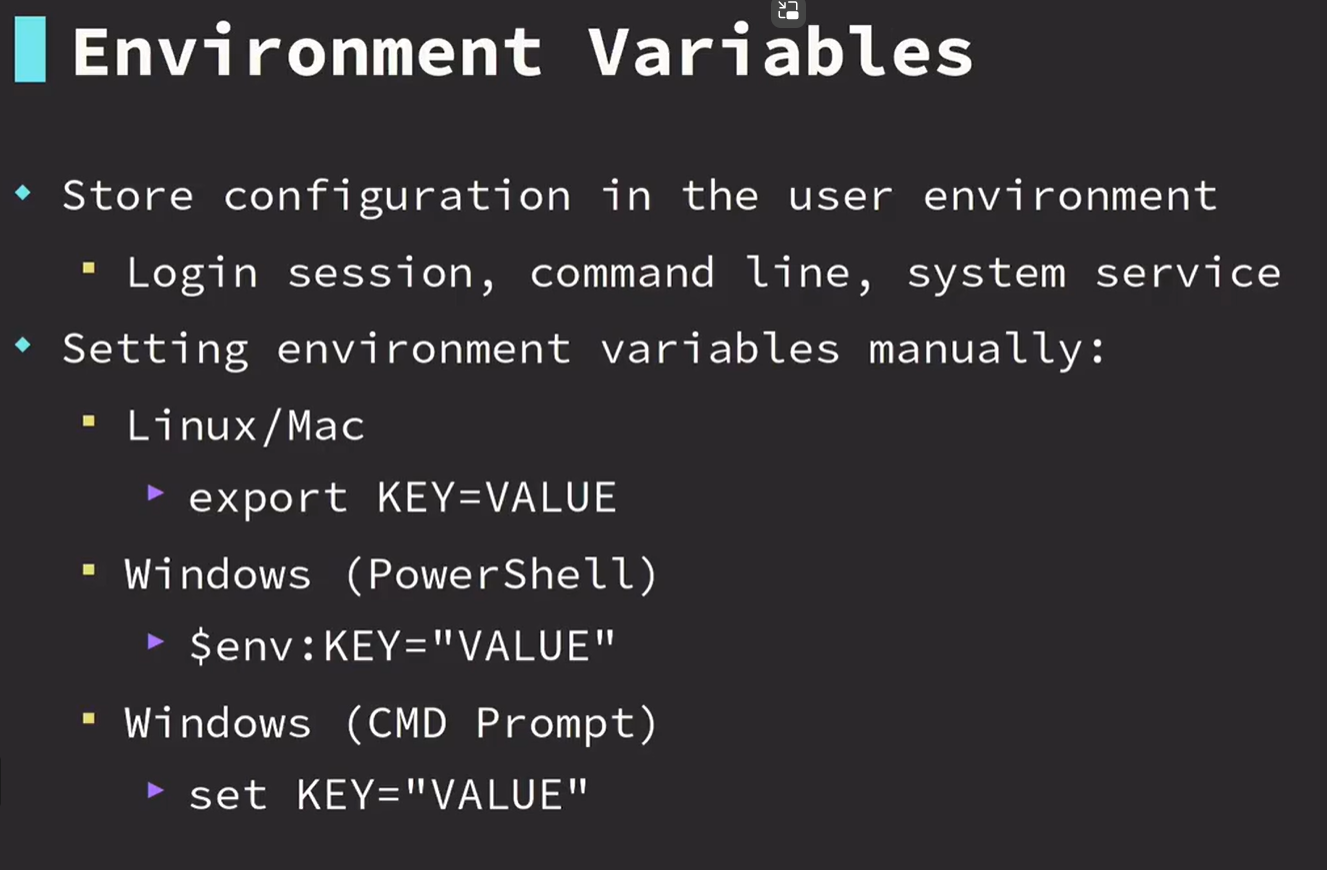 Environment Variables
Store configuration in the user environment
Login session, command line, system service
Setting environment variables manually:
Linux/Mac
export KEY=VALUE
Windows (PowerShell)
$env:KEY="VALUE"
Windows (CMD Prompt)
set KEY="VALUE"